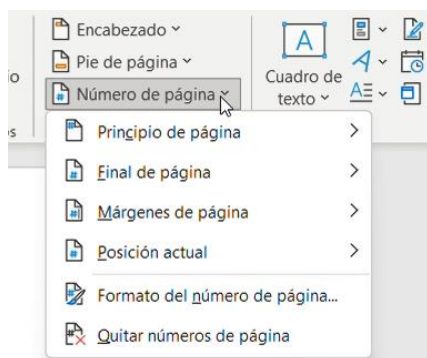 Encabezado
Pie de página
Número de página
Cuadro de
texto
Principio de página
Final de página
Márgenes de página
Posición actual
Formato del número de página...
Quitar números de página